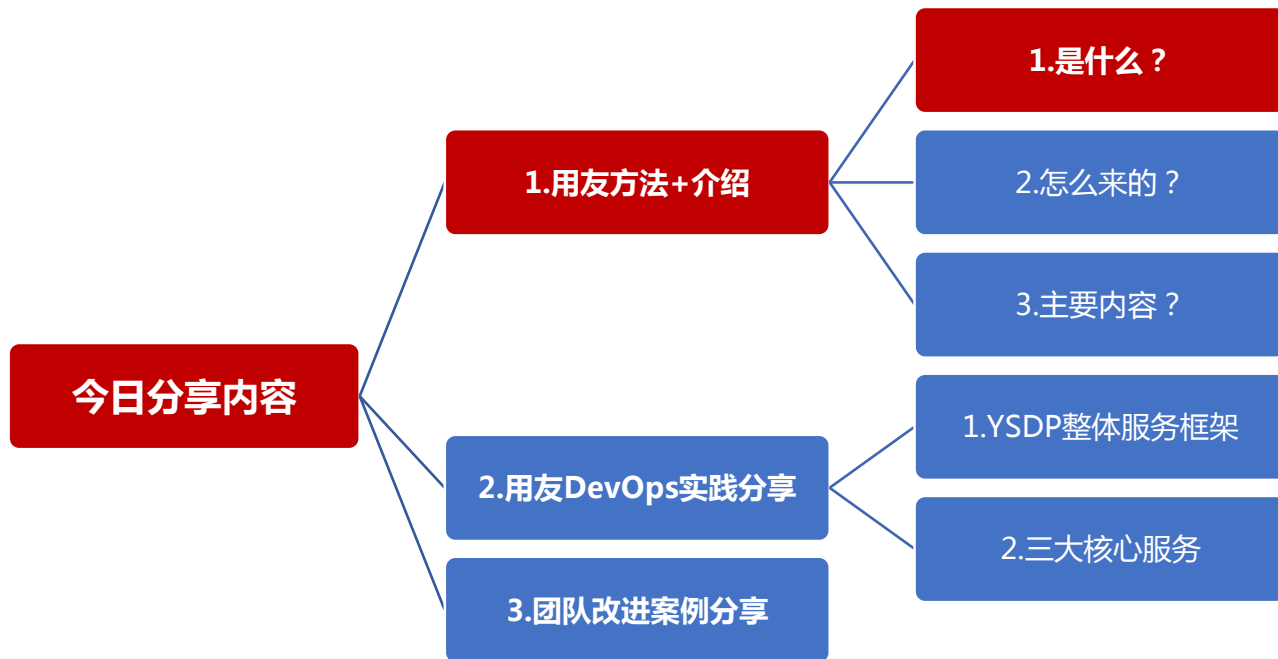 今日分享内容
1.用友方法+介绍
1.是什么？
2.怎么来的？
3.主要内容？
2.用友DevOps实践分享
1.YSDP整体服务框架
2.三大核心服务
3.团队改进案例分享